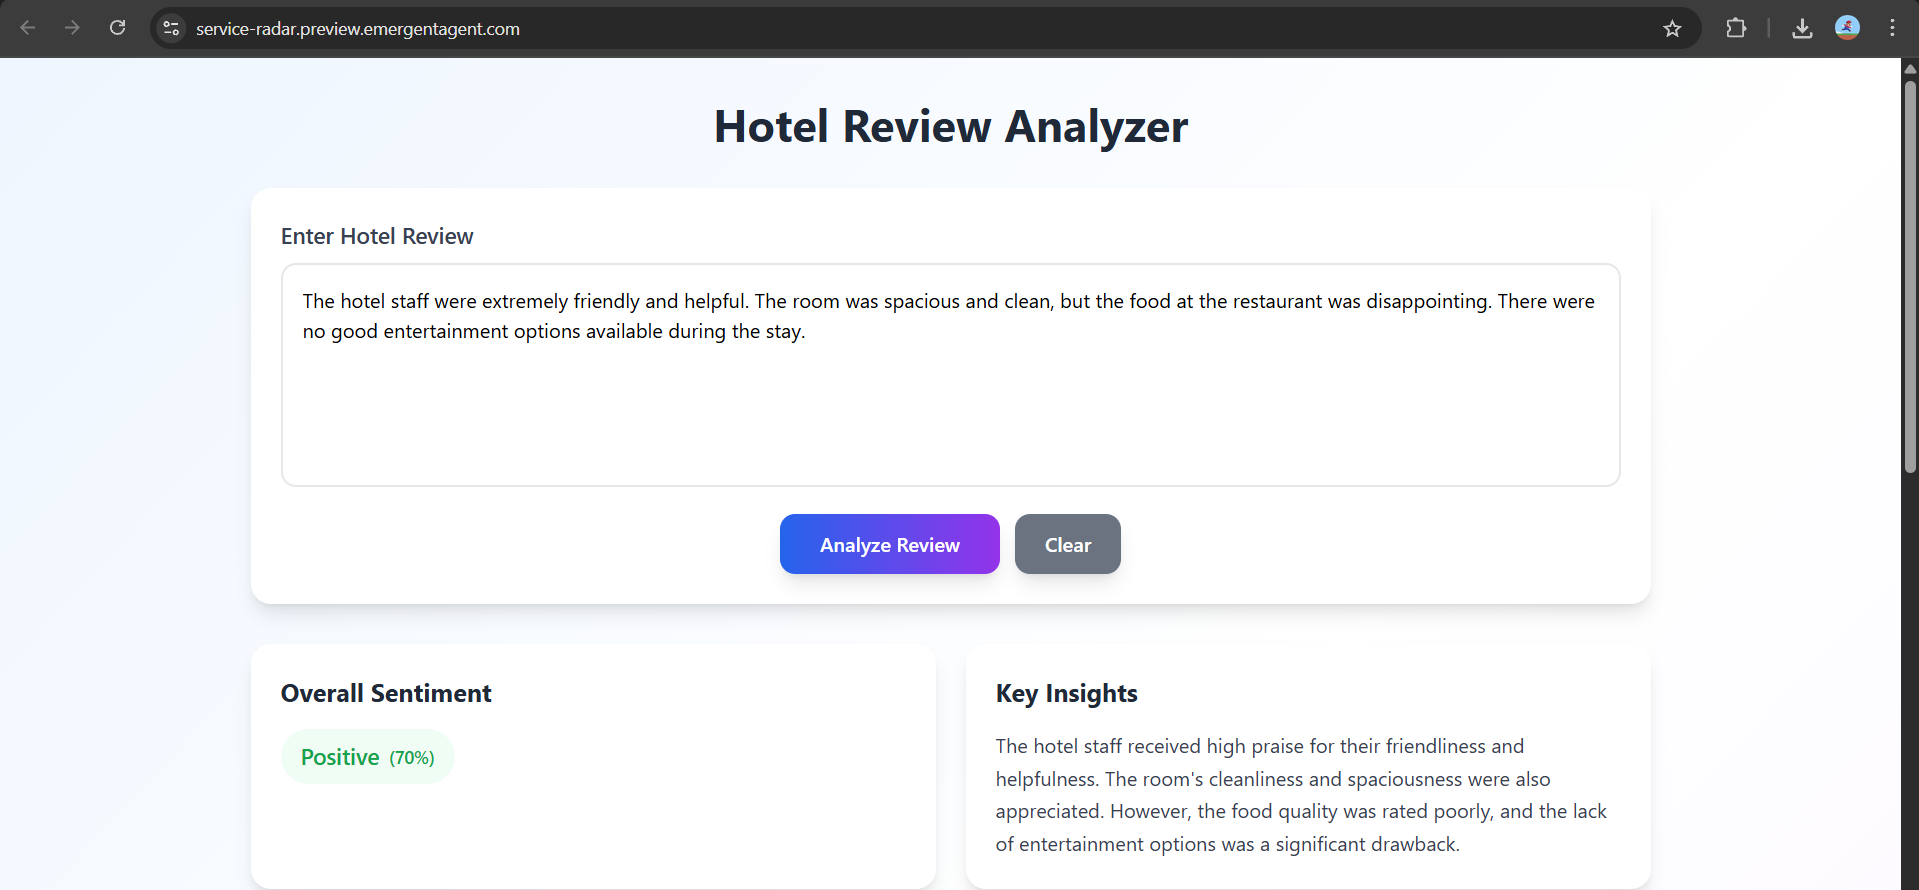 service-radar.preview.emergentagent.com
Hotel Review Analyzer
Enter Hotel Review
The hotel staff were extremely friendly and helpful. The room was spacious and clean, but the food at the restaurant was disappointing. There were
no good entertainment options available during the stay.
Analyze Review
Clear
Overall Sentiment
Positive (70%)
Key Insights
The hotel staff received high praise for their friendliness and
helpfulness. The room's cleanliness and spaciousness were also
appreciated. However, the food quality was rated poorly, and the lack
of entertainment options was a significant drawback.